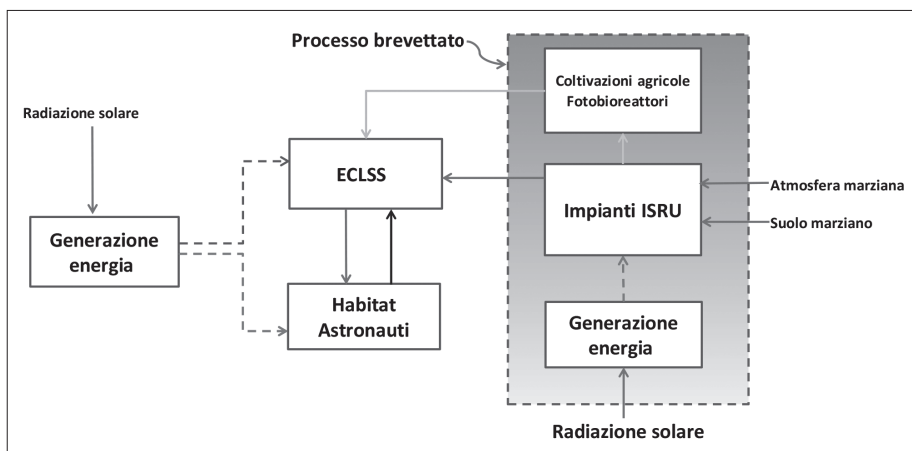 Processo brevettato
Coltivazioni agricole
Fotobioreattori
Radiazione solare
ECLSS
Impianti ISRU
Atmosfera marziana
Suolo marziano
Generazione
energia
Habitat
Astronauti
Generazione
energia
Radiazione solare